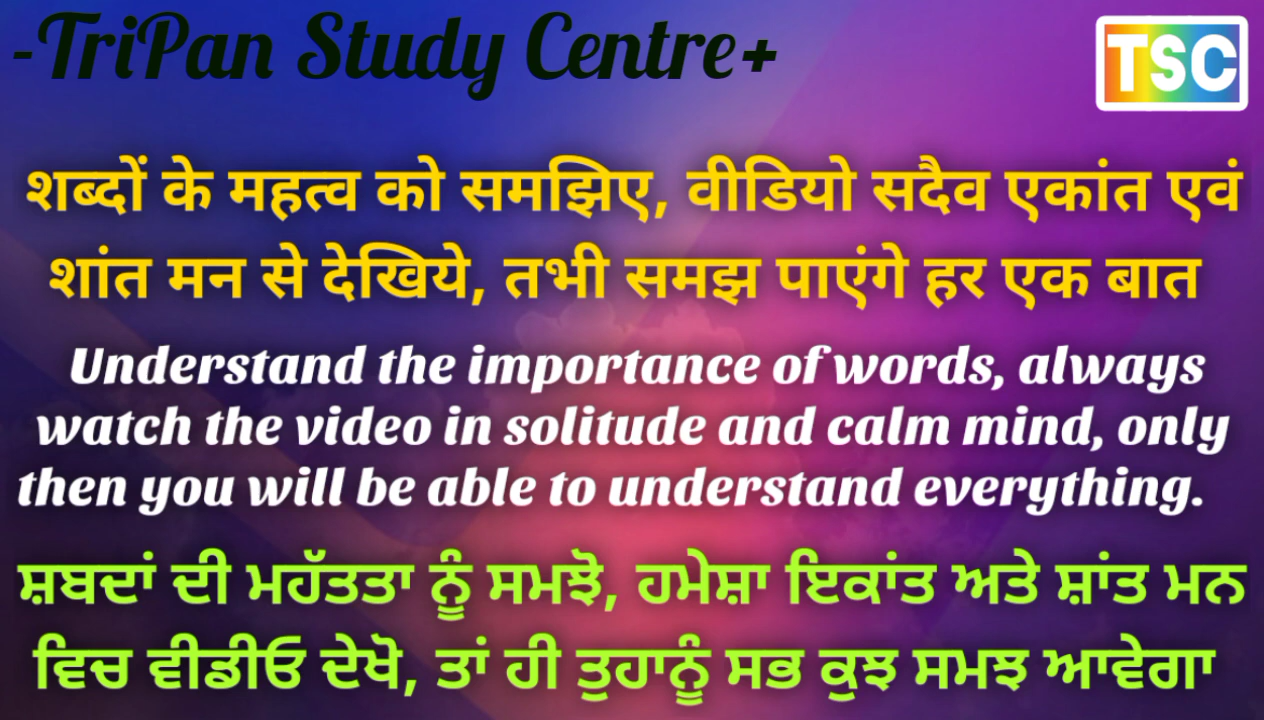 -TriPan Study Centre+
TSC
शब्दों के महत्व को समझिए, वीडियो सदैव एकांत एवं
शांत मन से देखिये, तभी समझ पाएंगे हर एक बात
Understand the importance of words, always
watch the video in solitude and calm mind, only
then you will be able to understand everything.
ਸ਼ਬਦਾਂ ਦੀ ਮਹੱਤਤਾ ਨੂੰ ਸਮਝੋ, ਹਮੇਸ਼ਾ ਇਕਾਂਤ ਅਤੇ ਸ਼ਾਂਤ ਮਨ
ਵਿਚ ਵੀਡੀਓ ਦੇਖੋ, ਤਾਂ ਹੀ ਤੁਹਾਨੂੰ ਸਭ ਕੁਝ ਸਮਝ ਆਵੇਗਾ